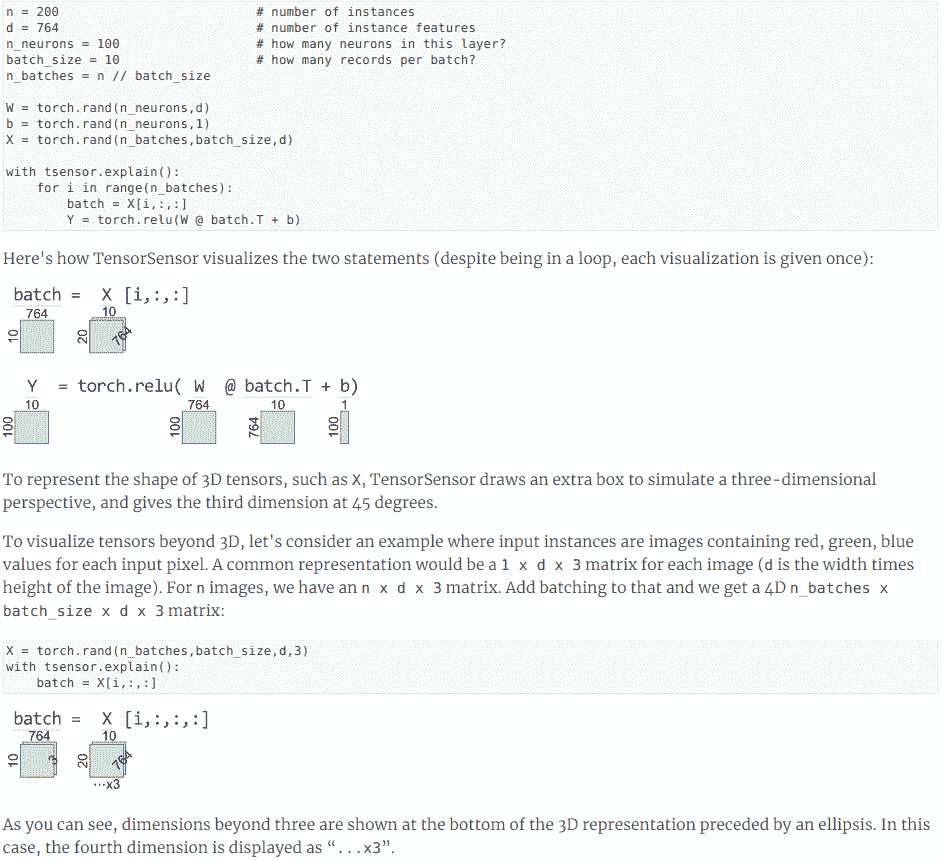 n = 200 # number of instances
d = 764 # number of instance features
n_neurons = 100 # how many neurons in this layer?
batch_size = 10 # how many records per batch?
n_batches = n // batch_size
W = torch.rand(n_neurons,d)
b = torch.rand(n_neurons,1)
X = torch.rand(n_batches,batch_size,d)
with tsensor.explain():
for i in range(n_batches):
batch = X[i,:,:]
Y = torch.relu(W @ batch.T + b)
Here's how TensorSensor visualizes the two statements (despite being in a loop, each visualization is given once):
batch = X [i,:,:]
764 10
10 20 764
Y = torch.relu( W @ batch.T + b)
10 764 10 1
100 100 764 100
To represent the shape of 3D tensors, such as X, TensorSensor draws an extra box to simulate a three-dimensional
perspective, and gives the third dimension at 45 degrees.
To visualize tensors beyond 3D, let's consider an example where input instances are images containing red, green, blue
values for each input pixel. A common representation would be a 1 x d x 3 matrix for each image (d is the width times
height of the image). For n images, we have an n x d x 3 matrix. Add batching to that and we get a 4D n_batches x
batch_size x d x 3 matrix:
X = torch.rand(n_batches,batch_size,d,3)
with tsensor.explain():
batch = X[i,:,:]
batch = X [i,:,:,:]
764 10
10 3 20 764
···x3
As you can see, dimensions beyond three are shown at the bottom of the 3D representation preceded by an ellipsis. In this
case, the fourth dimension is displayed as “...x3”.